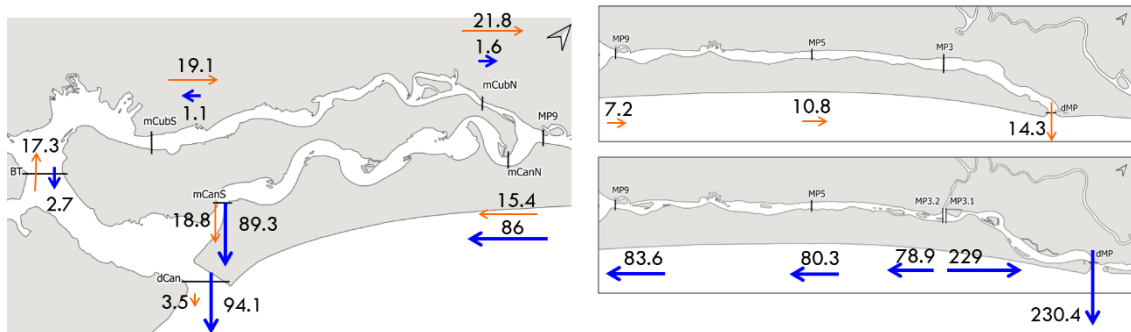 21.8
1.6
mCubN
19.1
1.1
mCubS
MP9
17.3
BT
2.7
mCanN
mCanS
18.8
89.3
15.4
86
dCan
3.5
94.1
MP9
MP5
MP3
dMP
7.2
10.8
14.3
MP9
MP5
MP3.2
MP3.1
dMP
83.6
80.3
78.9
229
230.4